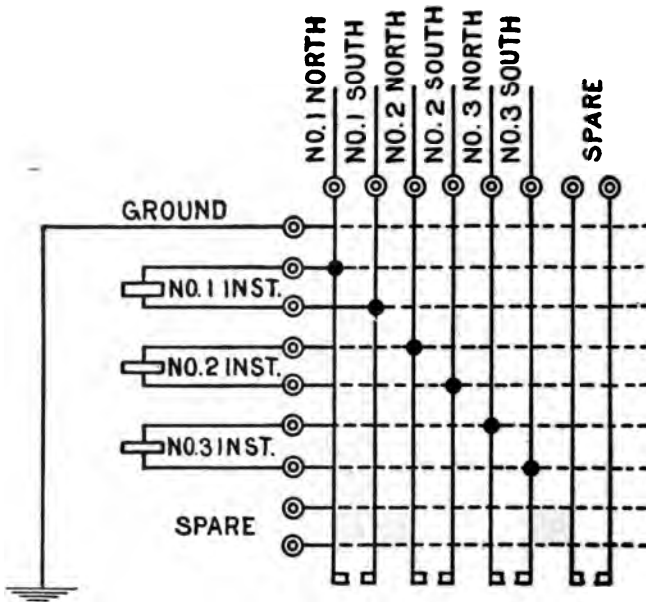 NO.1 NORTH
NO.1 SOUTH
NO.2 NORTH
NO.2 SOUTH
NO.3 NORTH
NO.3 SOUTH
SPARE
GROUND
NO.1 INST.
NO.2 INST.
NO.3 INST.
SPARE